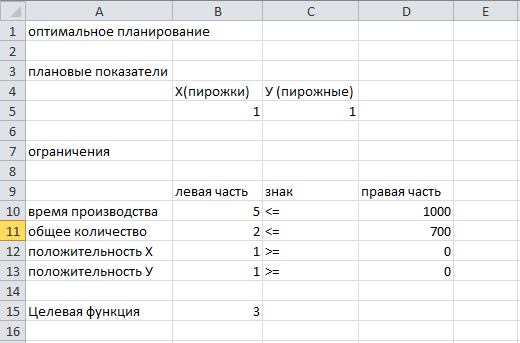 A B C D E
1 оптимальное планирование
2
3 плановые показатели
4 X(пирожки) У (пирожные)
5 1 1
6
7 ограничения
8
9 левая часть знак правая часть
10 время производства 5 <= 1000
11 общее количество 2 <= 700
12 положительность X 1 >= 0
13 положительность У 1 >= 0
14
15 Целевая функция 3
16